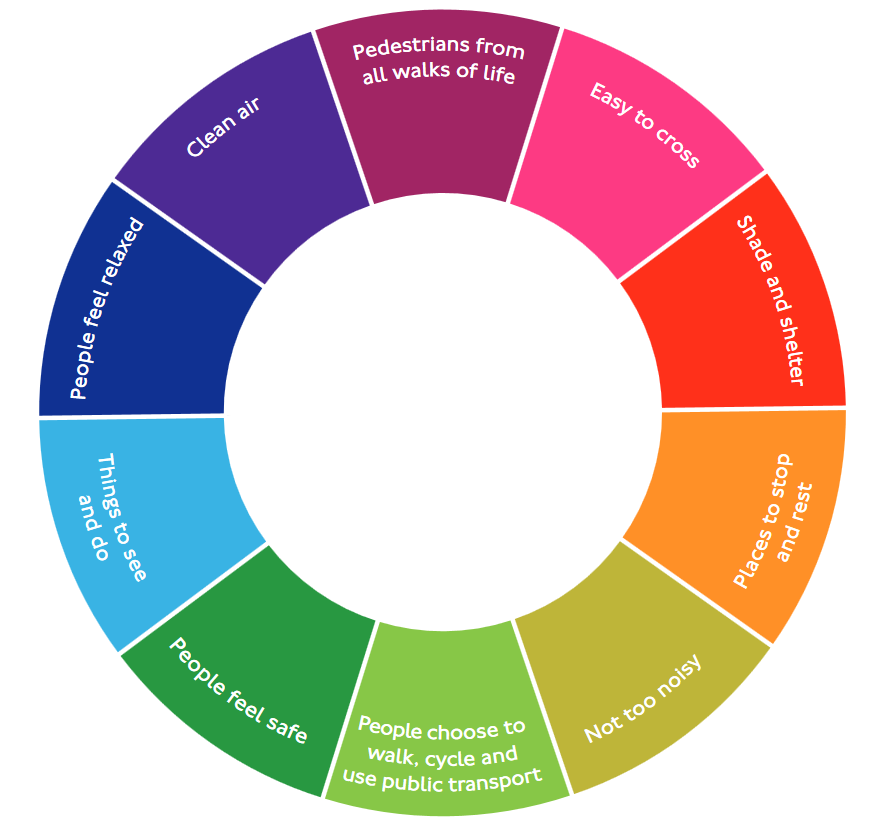 Pedestrians from
all walks of life
Easy to cross
Shade and shelter
Places to stop
and rest
Not too noisy
People choose to
walk, cycle and
use public transport
People feel safe
Things to see
and do
People feel relaxed
Clean air